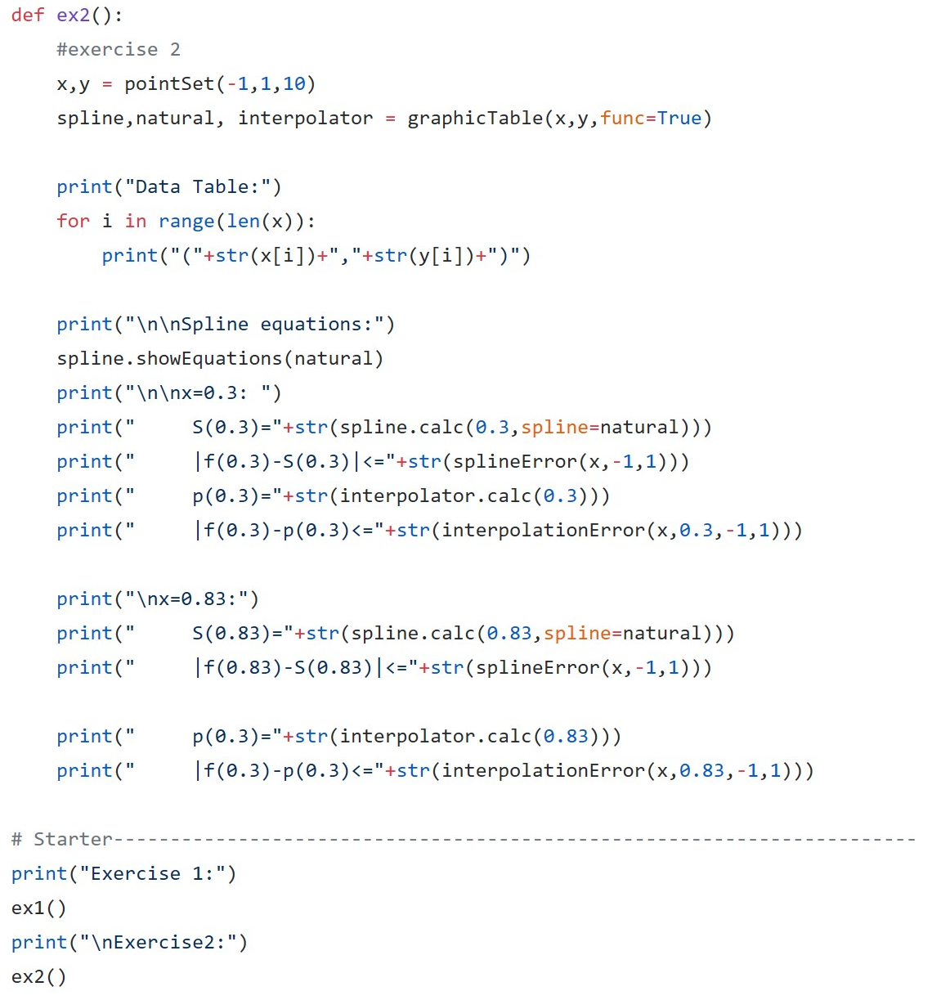 def ex2():
    #exercise 2
    x,y = pointSet(-1,1,10)
    spline,natural, interpolator = graphicTable(x,y,func=True)

    print("Data Table:")
    for i in range(len(x)):
        print("("+str(x[i])+","+str(y[i])+")")

    print("\n\nSpline equations:")
    spline.showEquations(natural)
    print("\n\nx=0.3: ")
    print("     S(0.3)="+str(spline.calc(0.3,spline=natural)))
    print("     |f(0.3)-S(0.3)|<="+str(splineError(x,-1,1)))
    print("     p(0.3)="+str(interpolator.calc(0.3)))
    print("     |f(0.3)-p(0.3)<="+str(interpolationError(x,0.3,-1,1)))

    print("\nx=0.83:")
    print("     S(0.83)="+str(spline.calc(0.83,spline=natural)))
    print("     |f(0.83)-S(0.83)|<="+str(splineError(x,-1,1)))

    print("     p(0.3)="+str(interpolator.calc(0.83)))
    print("     |f(0.3)-p(0.3)<="+str(interpolationError(x,0.83,-1,1)))

# Starter-----------------------------------------------------------------------
print("Exercise 1:")
ex1()
print("\nExercise2:")
ex2()